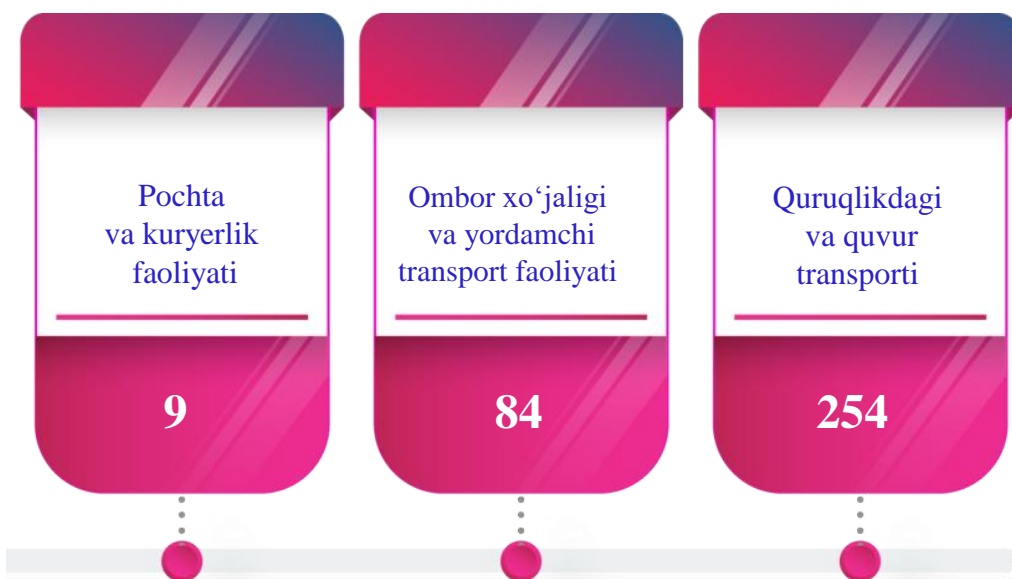 Pochta
va kuryerlik
faoliyati
9
Ombor xo‘jaligi
va yordamchi
transport faoliyati
84
Quruqlikdagi
va quvur
transporti
254